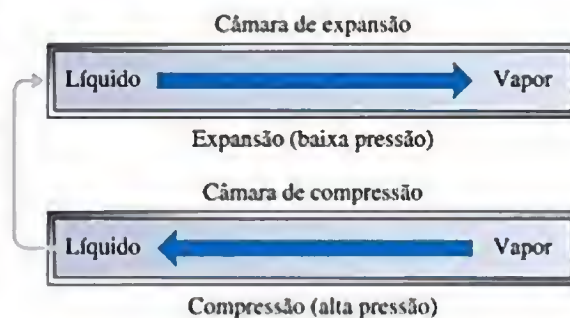 Câmara de expansão
Líquido Vapor
Expansão (baixa pressão)
Câmara de compressão
Líquido Vapor
Compressão (alta pressão)